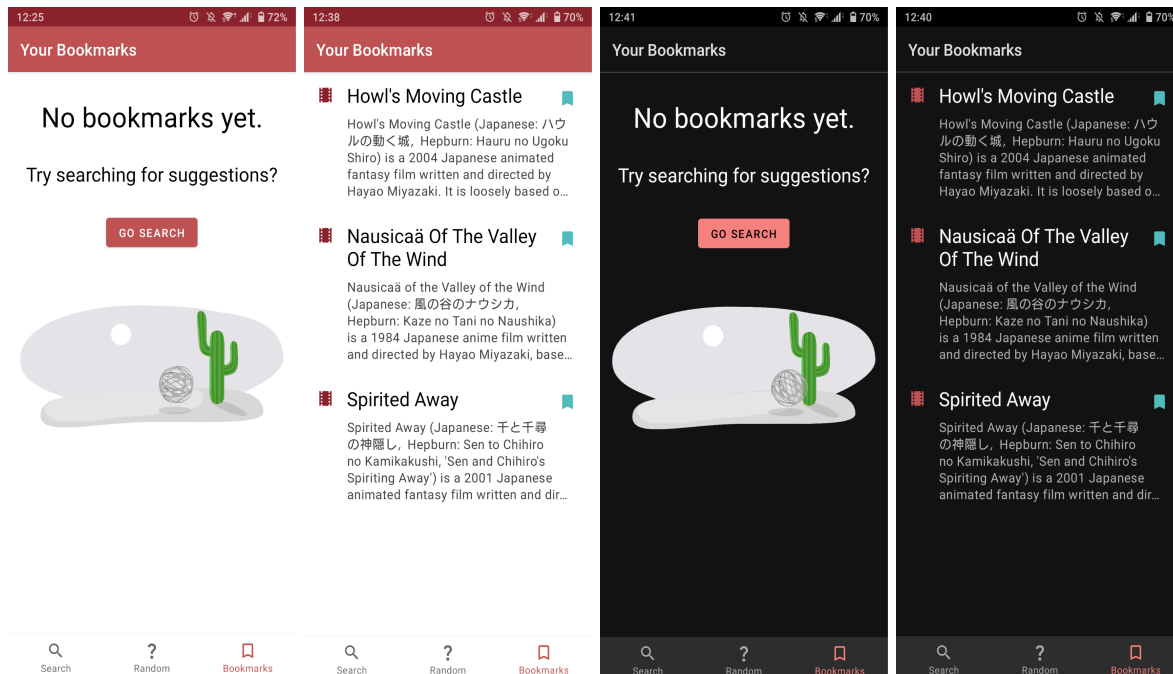 12:25
72%
Your Bookmarks
No bookmarks yet.
Try searching for suggestions?
GO SEARCH
Search
Random
Bookmarks
12:38
70%
Your Bookmarks
Howl's Moving Castle
Howl's Moving Castle (Japanese: ハウ
ルの動く城, Hepburn: Hauru no Ugoku
Shiro) is a 2004 Japanese animated
fantasy film written and directed by
Hayao Miyazaki. It is loosely based o…
Nausicaä Of The Valley
Of The Wind
Nausicaä of the Valley of the Wind
(Japanese: 風の谷のナウシカ,
Hepburn: Kaze no Tani no Naushika)
is a 1984 Japanese anime film written
and directed by Hayao Miyazaki, base…
Spirited Away
Spirited Away (Japanese: 千と千尋
の神隠し, Hepburn: Sen to Chihiro
no Kamikakushi, 'Sen and Chihiro's
Spiriting Away') is a 2001 Japanese
animated fantasy film written and dir…
Search
Random
Bookmarks
12:41
70%
Your Bookmarks
No bookmarks yet.
Try searching for suggestions?
GO SEARCH
Search
Random
Bookmarks
12:40
70%
Your Bookmarks
Howl's Moving Castle
Howl's Moving Castle (Japanese: ハウ
ルの動く城, Hepburn: Hauru no Ugoku
Shiro) is a 2004 Japanese animated
fantasy film written and directed by
Hayao Miyazaki. It is loosely based o…
Nausicaä Of The Valley
Of The Wind
Nausicaä of the Valley of the Wind
(Japanese: 風の谷のナウシカ,
Hepburn: Kaze no Tani no Naushika)
is a 1984 Japanese anime film written
and directed by Hayao Miyazaki, base…
Spirited Away
Spirited Away (Japanese: 千と千尋
の神隠し, Hepburn: Sen to Chihiro
no Kamikakushi, 'Sen and Chihiro's
Spiriting Away') is a 2001 Japanese
animated fantasy film written and dir…
Search
Random
Bookmarks